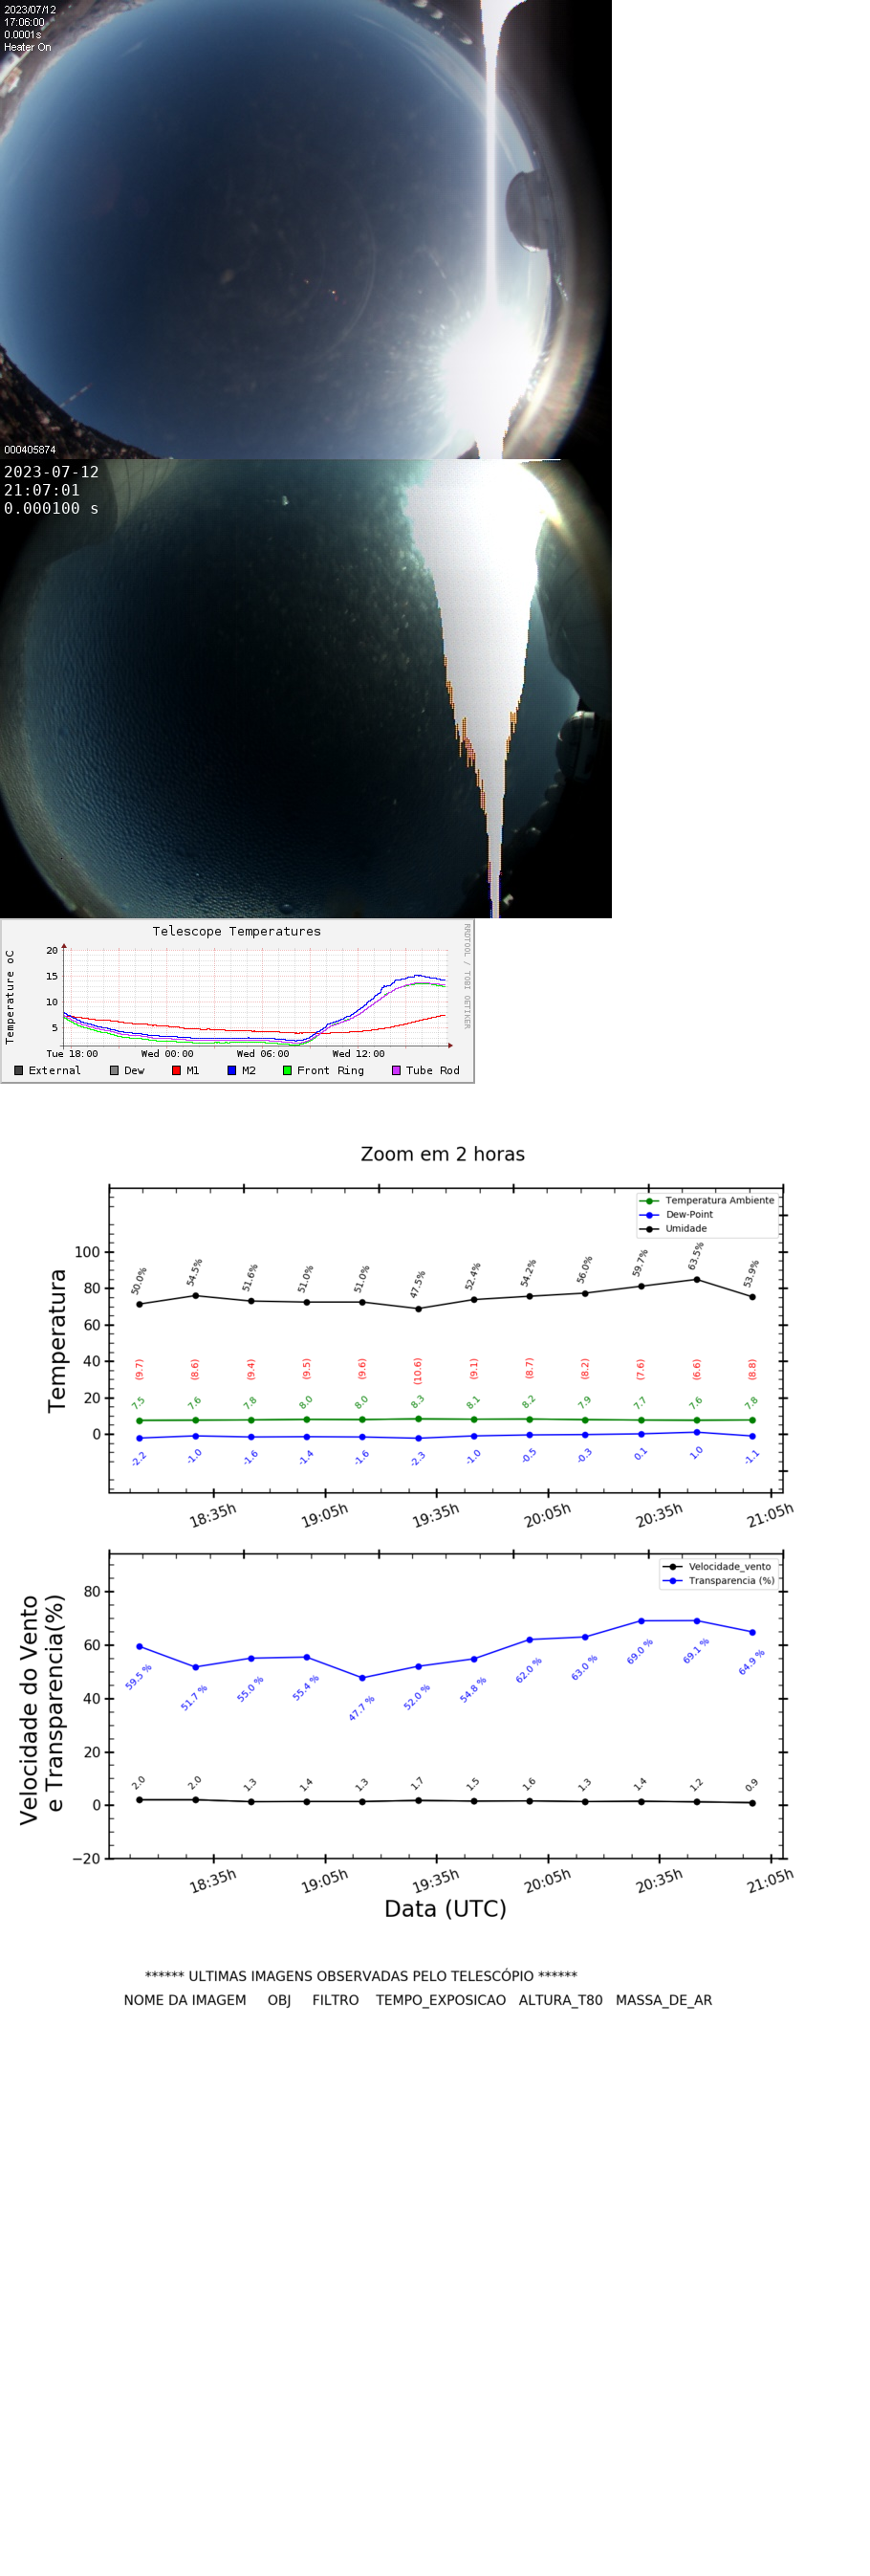 2023/07/12
17:06:00
0.0001s
Heater On
000405874
2023-07-12
21:07:01
0.000100 s
Telescope Temperatures
RRDTOOL / TOBI OETIKER
Temperature oC
20
15
10
5
Tue 18:00 Wed 00:00 Wed 06:00 Wed 12:00
External Dew M1 M2 Front Ring Tube Rod
Zoom em 2 horas
Temperatura Ambiente
Dew-Point
Umidade
Temperatura
100
80
60
40
20
0
50.0% 54.5% 51.6% 51.0% 51.0% 47.5% 52.4% 54.2% 56.0% 59.7% 63.5% 53.9%
(9.7) (8.6) (9.4) (9.5) (9.6) (10.6) (9.1) (8.7) (8.2) (7.6) (6.6) (8.8)
7.5 7.6 7.8 8.0 8.0 8.3 8.1 8.2 7.9 7.7 7.6 7.8
-2.2 -1.0 -1.6 -1.4 -1.6 -2.3 -1.0 -0.5 -0.3 0.1 1.0 -1.1
18:35h 19:05h 19:35h 20:05h 20:35h 21:05h
Velocidade_vento
Transparencia (%)
Velocidade do Vento
e Transparencia(%)
80
60
40
20
0
−20
59.5 % 51.7 % 55.0 % 55.4 % 47.7 % 52.0 % 54.8 % 62.0 % 63.0 % 69.0 % 69.1 % 64.9 %
2.0 2.0 1.3 1.4 1.3 1.7 1.5 1.6 1.3 1.4 1.2 0.9
18:35h 19:05h 19:35h 20:05h 20:35h 21:05h
Data (UTC)
****** ULTIMAS IMAGENS OBSERVADAS PELO TELESCÓPIO ******
NOME DA IMAGEM OBJ FILTRO TEMPO_EXPOSICAO ALTURA_T80 MASSA_DE_AR